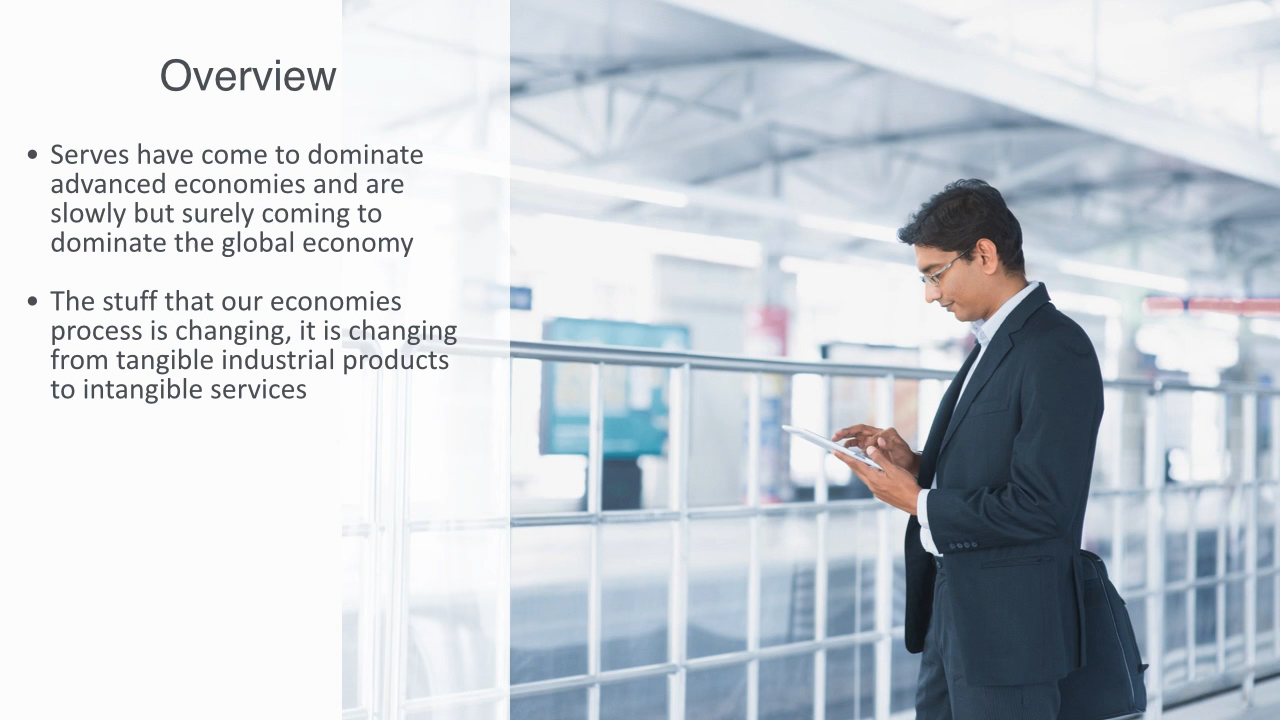 Overview
• Serves have come to dominate
advanced economies and are
slowly but surely coming to
dominate the global economy
• The stuff that our economies
process is changing, it is changing
from tangible industrial products
to intangible services